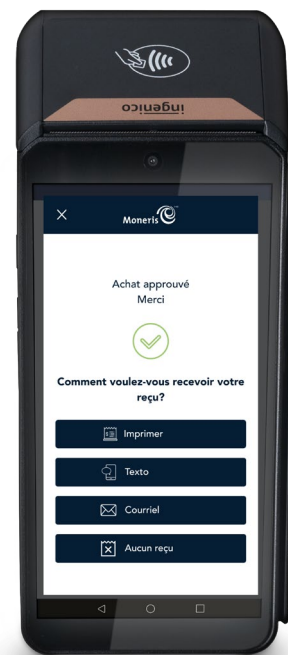 ingenico
Moneris
Achat approuvé
Merci
Comment voulez-vous recevoir votre
reçu?
Imprimer
Texto
Courriel
Aucun reçu